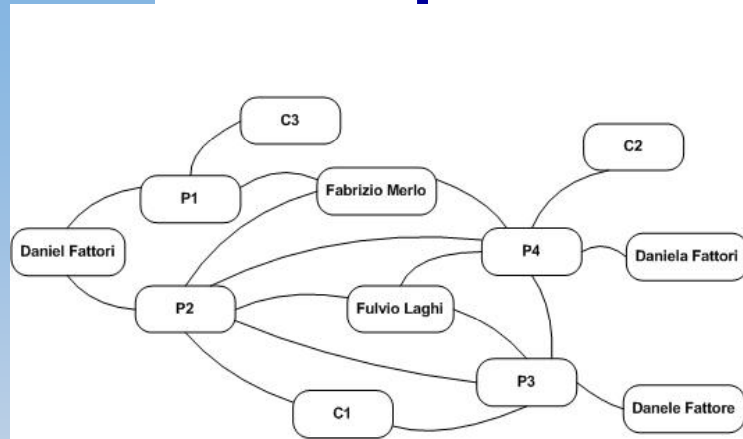 C3
C2
P1
Fabrizio Merlo
Daniel Fattori
P4
Daniela Fattori
P2
Fulvio Laghi
P3
C1
Danele Fattore